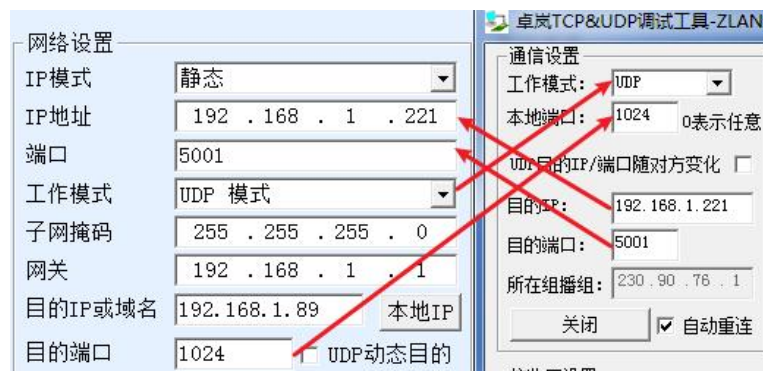 网络设置
IP模式 静态
IP地址 192 . 168 . 1 . 221
端口 5001
工作模式 UDP 模式
子网掩码 255 . 255 . 255 . 0
网关 192 . 168 . 1 . 1
目的IP或域名 192.168.1.89 本地IP
目的端口 1024 UDP动态目的
卓岚TCP&UDP调试工具-ZLAN
通信设置
工作模式： UDP
本地端口： 1024 0表示任意
UDP目的IP/端口随对方变化
目的IP： 192.168.1.221
目的端口： 5001
所在组播组： 230 . 90 . 76 . 1
关闭 自动重连